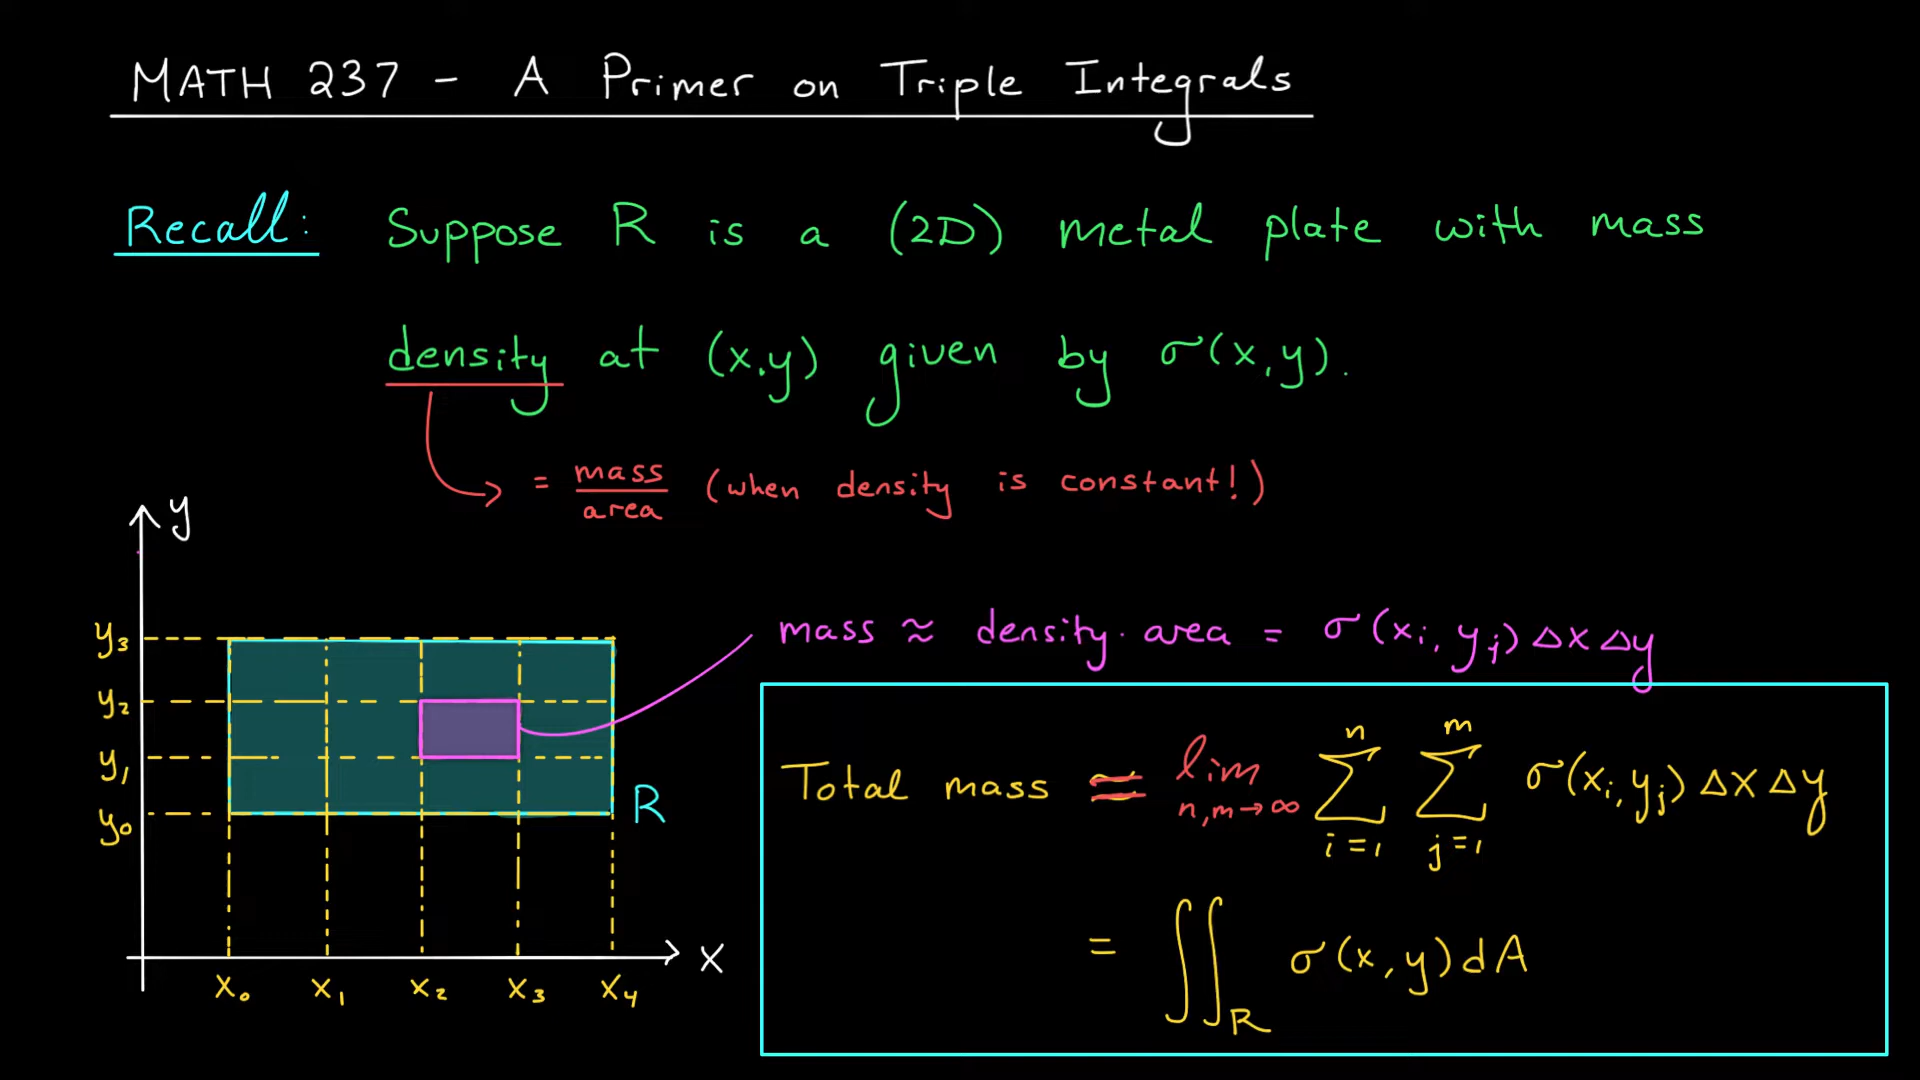 MATH 237 - A Primer on Triple Integrals
Recall: Suppose R is a (2D) metal plate with mass
density at (x,y) given by σ(x,y).
= mass/area (when density is constant!)
y
mass ≈ density · area = σ(xᵢ, yⱼ) Δx Δy
y₃
y₂
y₁
y₀
R
x
x₀ x₁ x₂ x₃ x₄
Total mass = lim n,m→∞ ∑ i=1 n ∑ j=1 m σ(xᵢ, yⱼ) Δx Δy
= ∬_R σ(x,y) dA